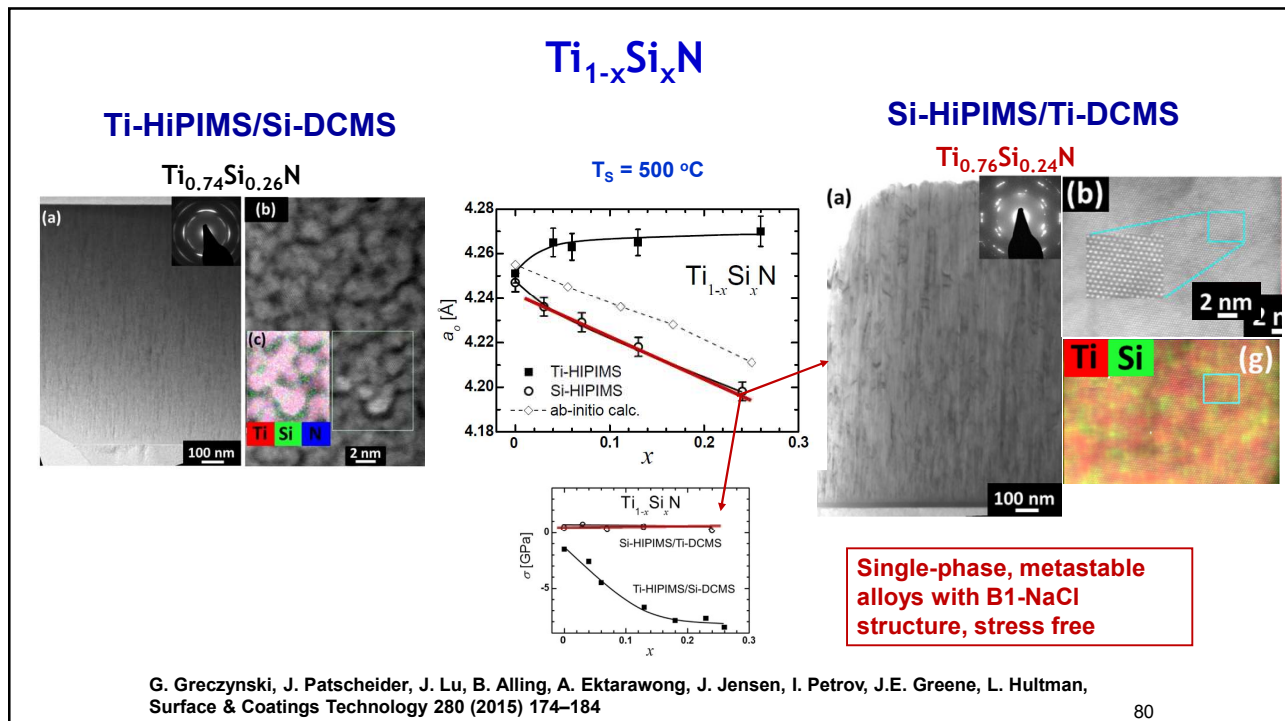 Ti1-xSixN
Ti-HiPIMS/Si-DCMS
Ti0.74Si0.26N
(a)
100 nm
(b)
(c)
Ti Si N
2 nm
TS = 500 oC
4.28
4.26
4.24
4.22
4.20
4.18
ao [Å]
Ti1-xSixN
Ti-HIPIMS
Si-HIPIMS
ab-initio calc.
0 0.1 0.2 0.3
x
Ti1-xSixN
0
-5
σ [GPa]
Si-HIPIMS/Ti-DCMS
Ti-HIPIMS/Si-DCMS
0 0.1 0.2 0.3
x
Si-HiPIMS/Ti-DCMS
Ti0.76Si0.24N
(a)
100 nm
(b)
2 nm
2 n
Ti Si
(g)
Single-phase, metastable
alloys with B1-NaCl
structure, stress free
G. Greczynski, J. Patscheider, J. Lu, B. Alling, A. Ektarawong, J. Jensen, I. Petrov, J.E. Greene, L. Hultman,
Surface & Coatings Technology 280 (2015) 174–184
80